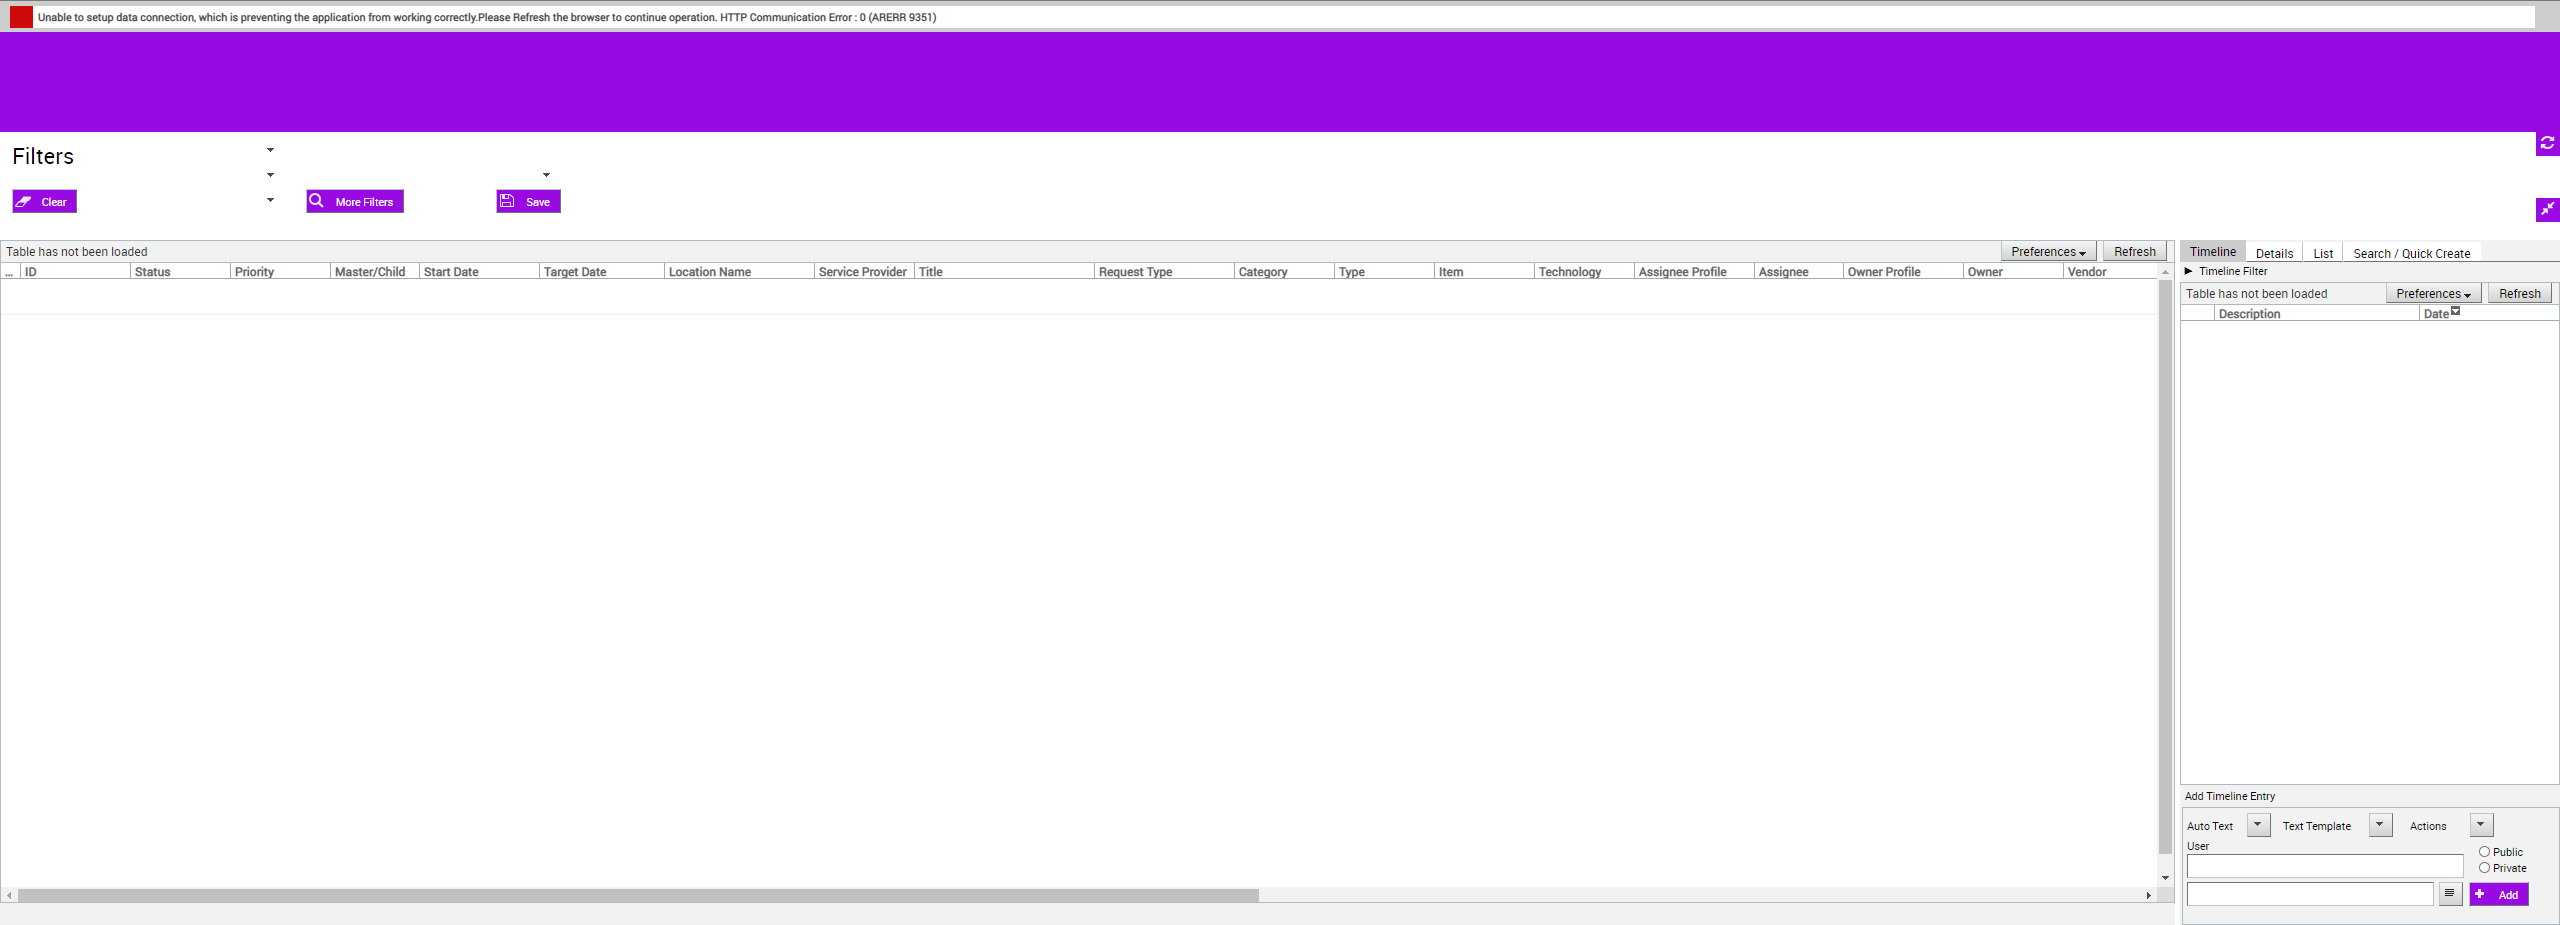 Unable to setup data connection, which is preventing the application from working correctly.Please Refresh the browser to continue operation. HTTP Communication Error : 0 (ARERR 9351)
Filters
Clear
More Filters
Save
Table has not been loaded
Preferences
Refresh
... ID Status Priority Master/Child Start Date Target Date Location Name Service Provider Title Request Type Category Type Item Technology Assignee Profile Assignee Owner Profile Owner Vendor
Timeline Details List Search / Quick Create
Timeline Filter
Table has not been loaded
Preferences
Refresh
Description Date
Add Timeline Entry
Auto Text Text Template Actions
User
Public
Private
Add